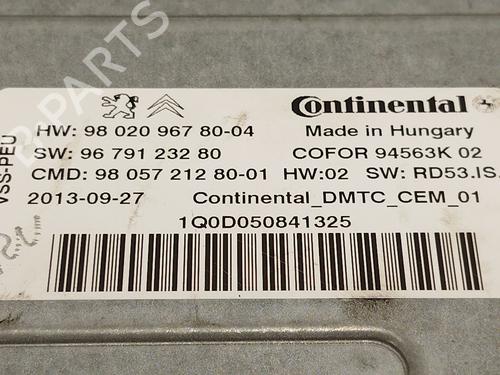 B PARTS
Continental
HW: 98 020 967 80-04 Made in Hungary
SW: 96 791 232 80 COFOR 94563K 02
CMD: 98 057 212 80-01 HW:02 SW: RD53.IS.
2013-09-27 Continental_DMTC_CEM_01
1Q0D050841325
VSS-PEU